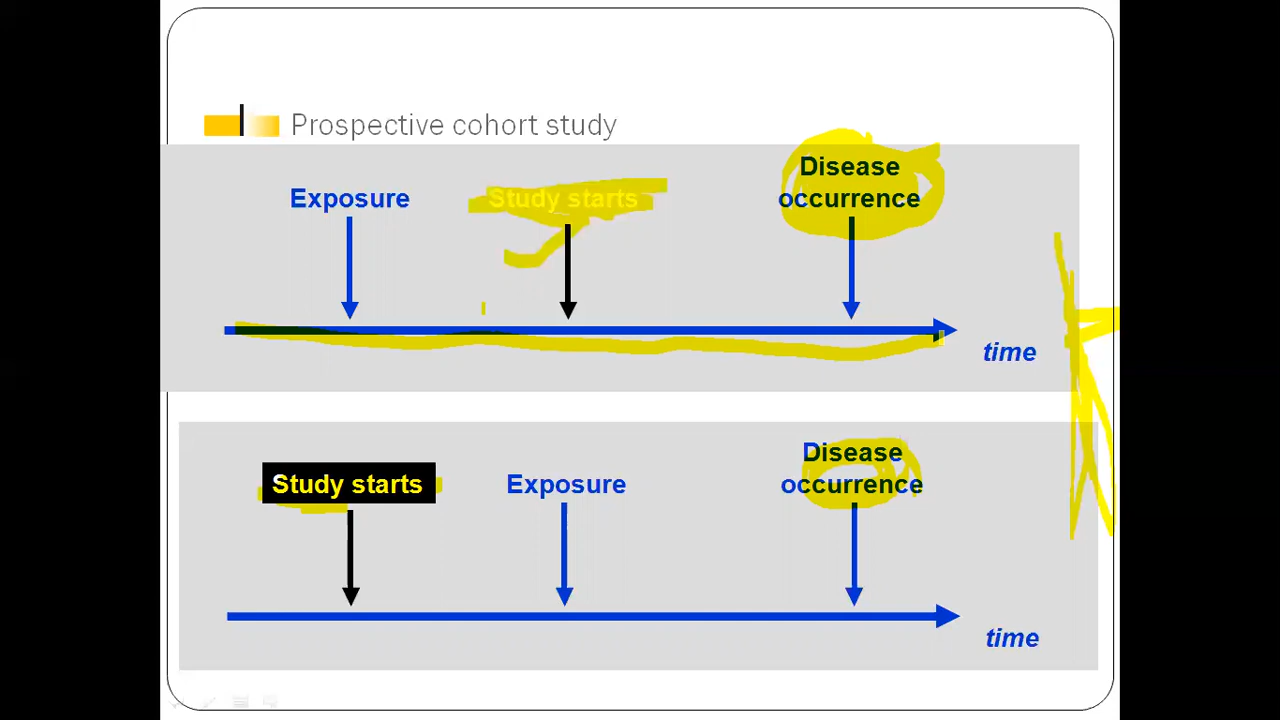 Prospective cohort study
Exposure
Study starts
Disease
occurrence
time
Study starts
Exposure
Disease
occurrence
time